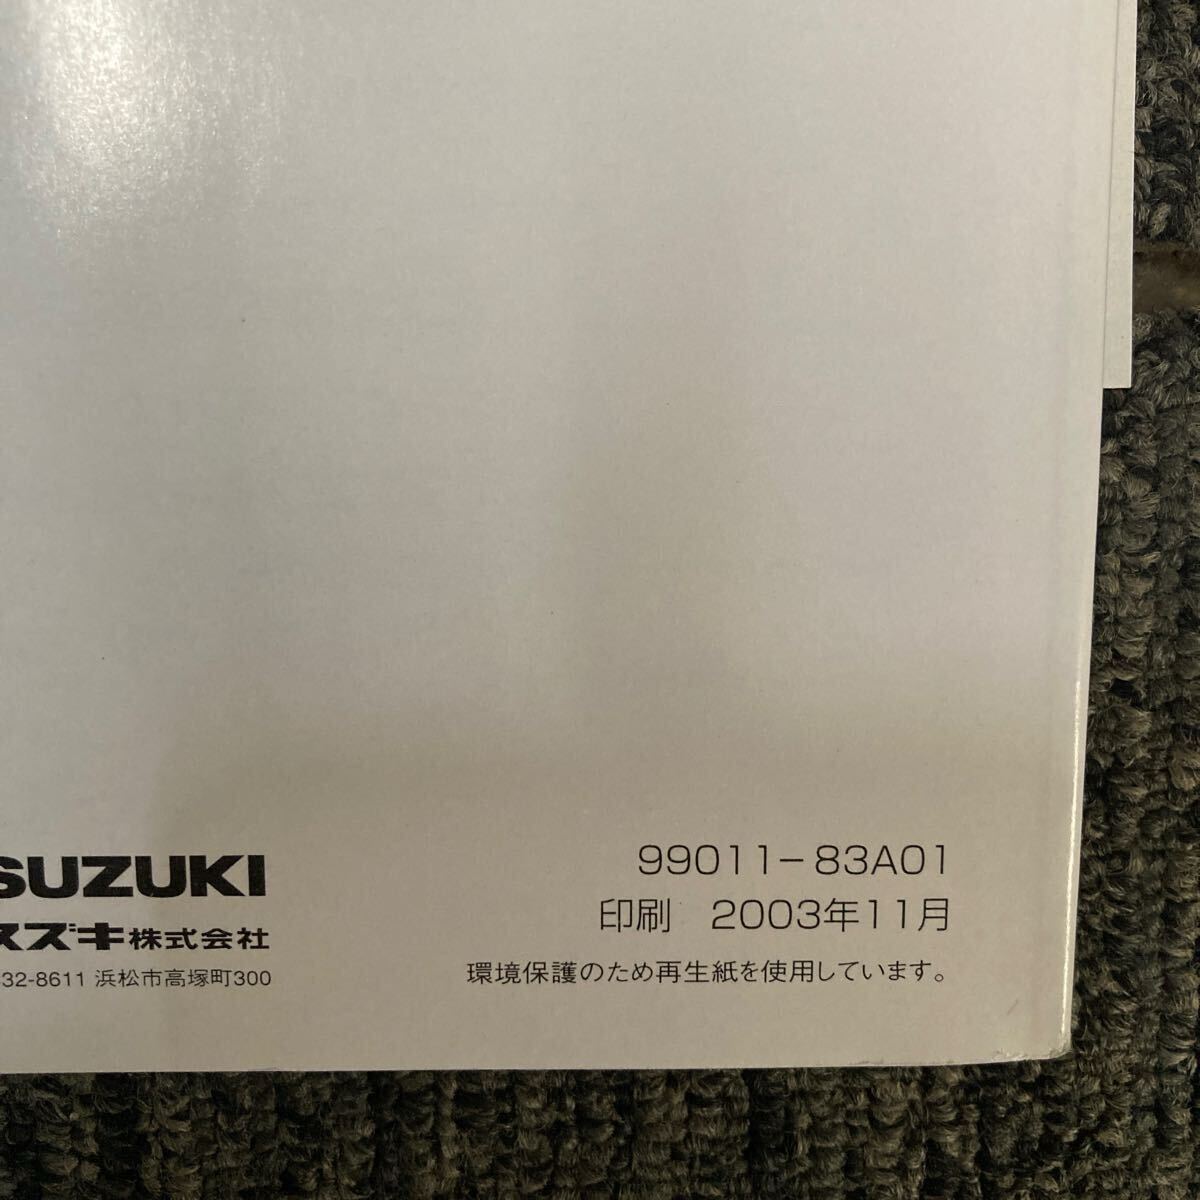 SUZUKI
スズキ株式会社
432-8611 浜松市高塚町300
99011-83A01
印刷 2003年11月
環境保護のため再生紙を使用しています。